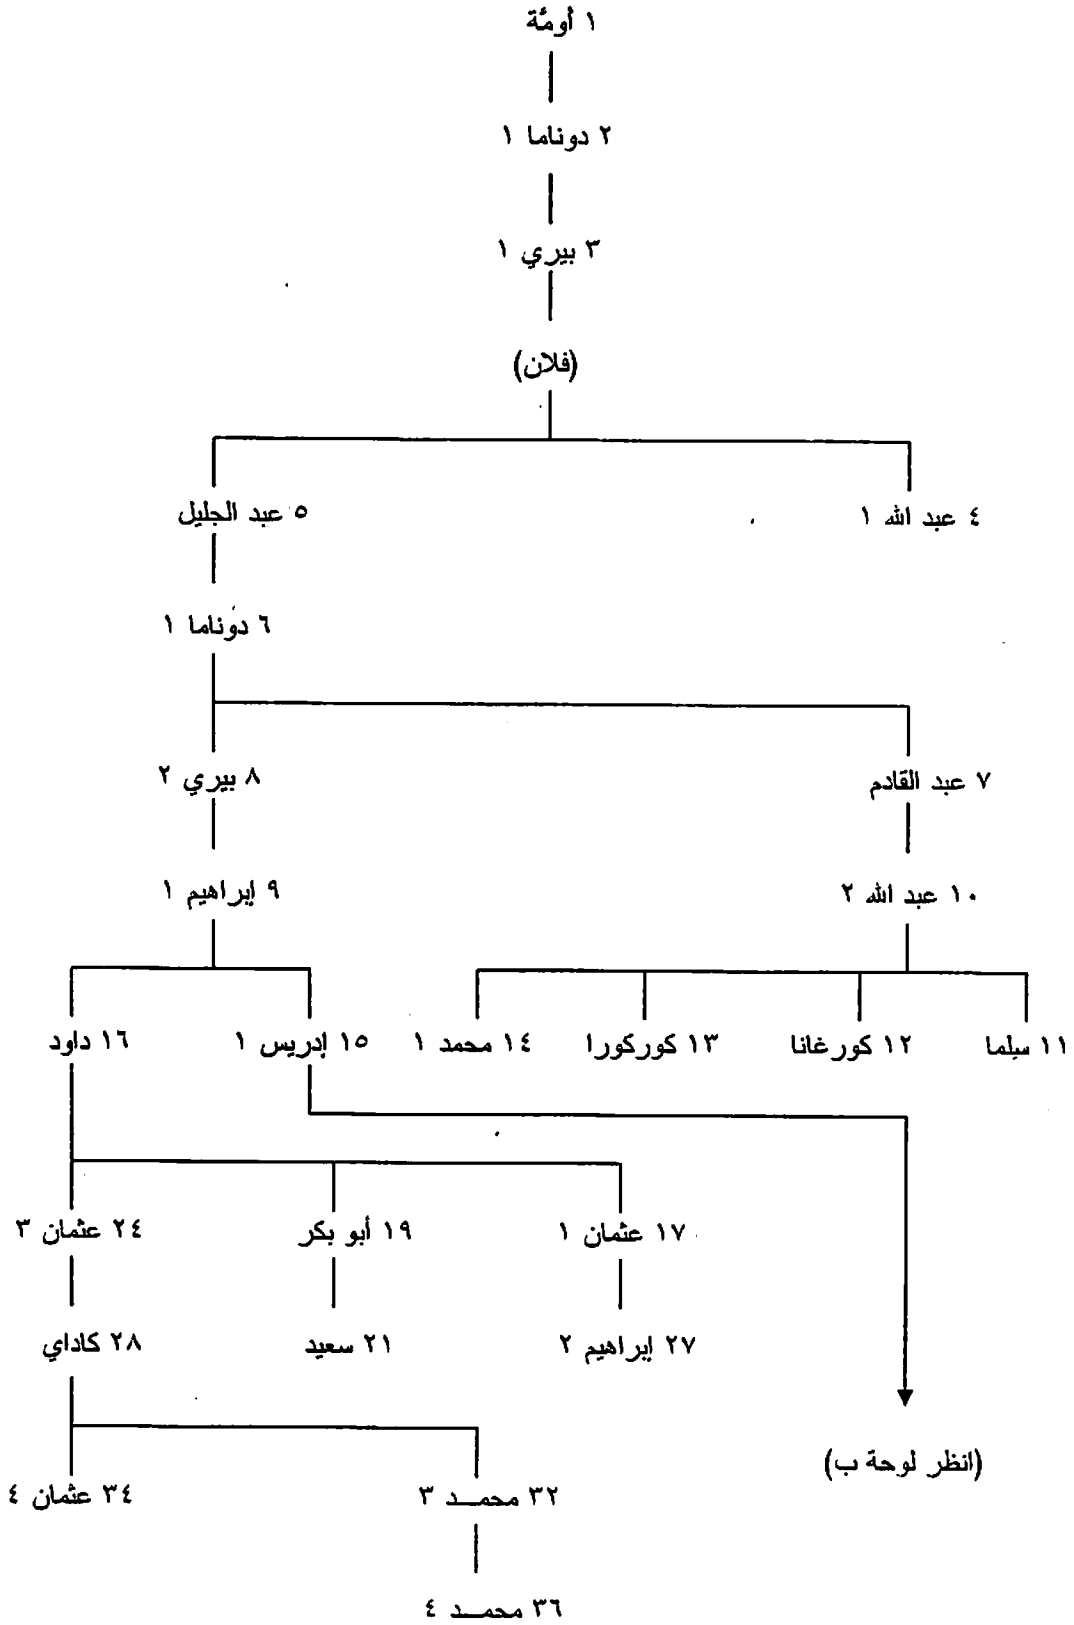 ١ أومَّة
٢ دوناما ١
٣ بيري ١
(فلان)
٤ عبد الله ١
٥ عبد الجليل
٦ دوناما ١
٧ عبد القادم
٨ بيري ٢
٩ إبراهيم ١
١٠ عبد الله ٢
١١ سيلما
١٢ كورغانا
١٣ كوركورا
١٤ محمد ١
١٥ إدريس ١
١٦ داود
١٧ عثمان ١
١٩ أبو بكر
٢٤ عثمان ٣
٢٧ إبراهيم ٢
٢١ سعيد
٢٨ كاداي
(انظر لوحة ب)
٣٢ محمــد ٣
٣٤ عثمان ٤
٣٦ محمــد ٤